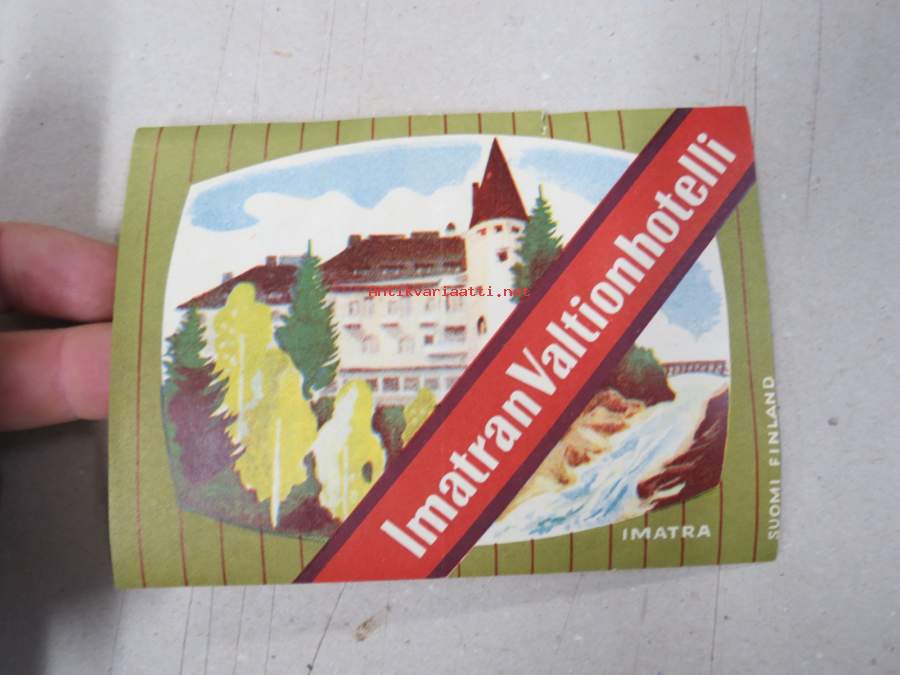 Imatran Valtionhotelli
Antikvariaatti.net
IMATRA
SUOMI FINLAND